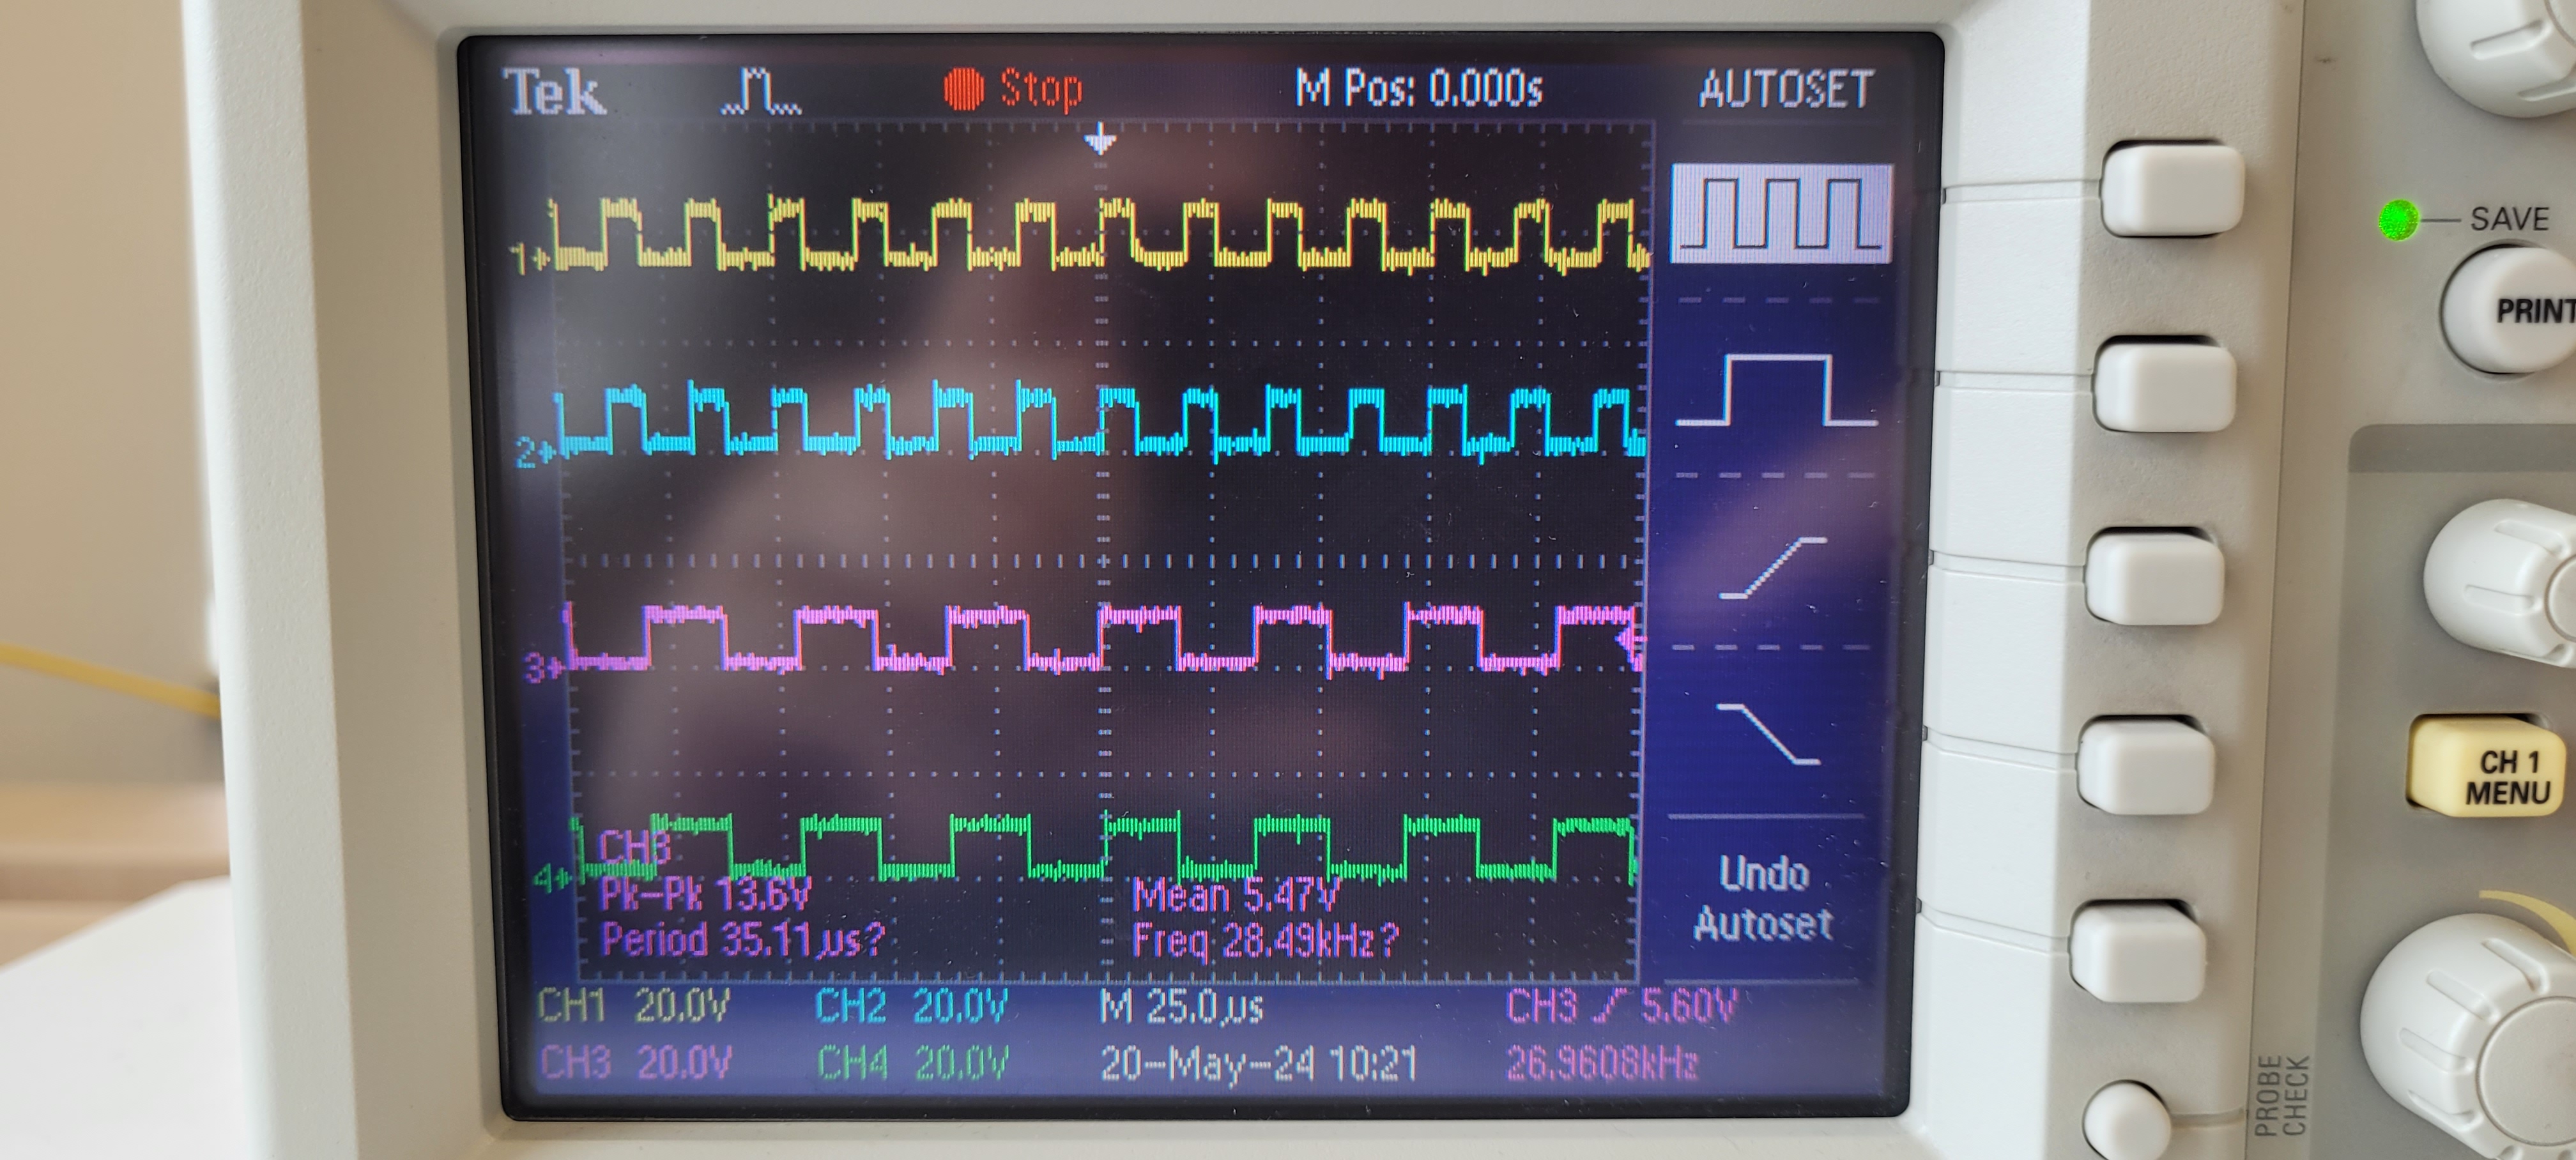 Tek Stop M Pos: 0.000s AUTOSET
1
2
3
4
CH3
Pk-Pk 13.6V Mean 5.47V
Period 35.11µs? Freq 28.49kHz?
Undo
Autoset
CH1 20.0V CH2 20.0V M 25.0µs CH3 5.60V
CH3 20.0V CH4 20.0V 20-May-24 10:21 26.9608kHz
SAVE
PRINT
CH 1
MENU
PROBE
CHECK